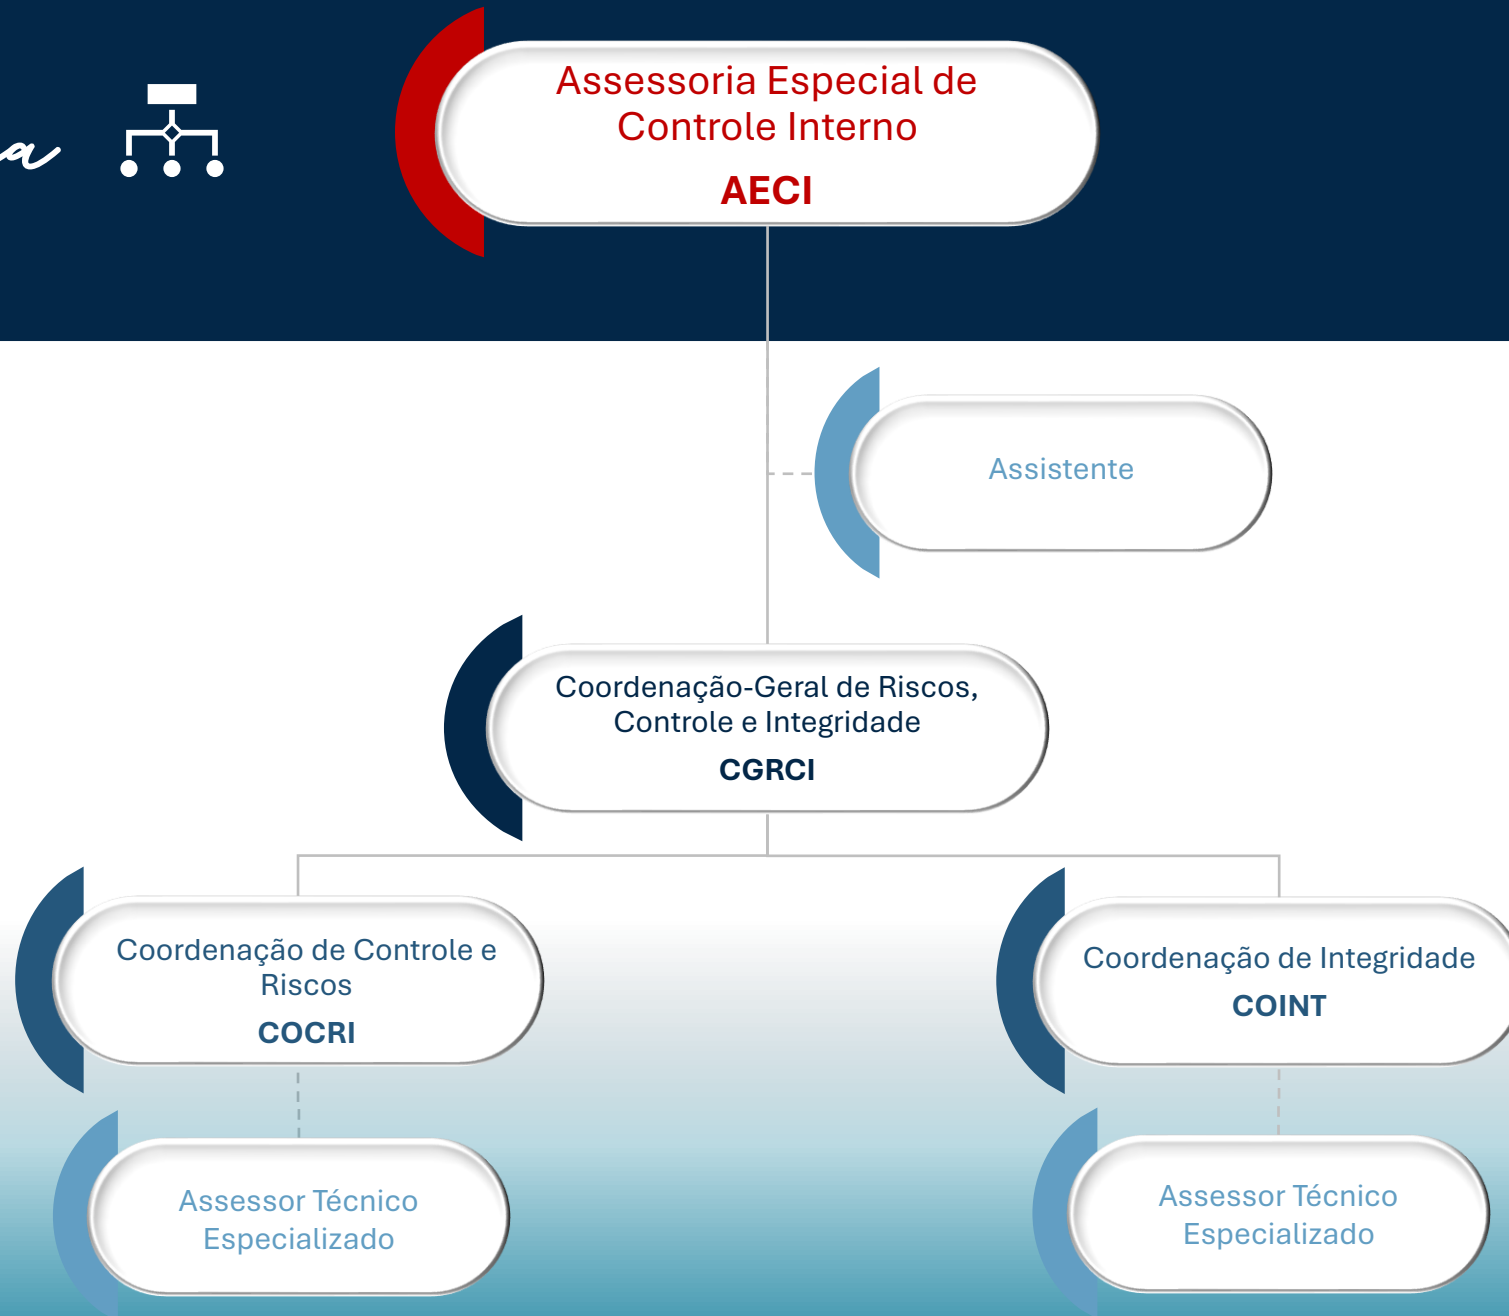 Assessoria Especial de
Controle Interno
AECI
Assistente
Coordenação-Geral de Riscos,
Controle e Integridade
CGRCI
Coordenação de Controle e
Riscos
COCRI
Coordenação de Integridade
COINT
Assessor Técnico
Especializado
Assessor Técnico
Especializado